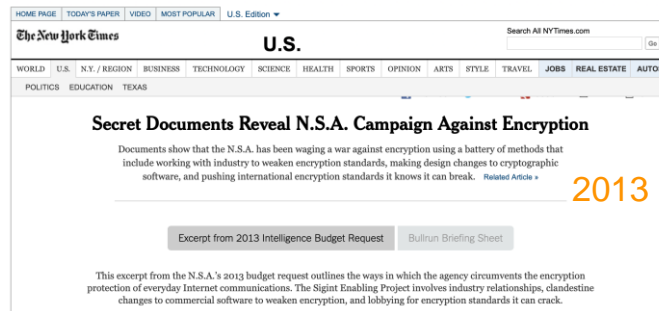 HOME PAGE TODAY'S PAPER VIDEO MOST POPULAR U.S. Edition
The New York Times
U.S.
Search All NYTimes.com
Go
WORLD U.S. N.Y. / REGION BUSINESS TECHNOLOGY SCIENCE HEALTH SPORTS OPINION ARTS STYLE TRAVEL JOBS REAL ESTATE AUTO
POLITICS EDUCATION TEXAS
Secret Documents Reveal N.S.A. Campaign Against Encryption
Documents show that the N.S.A. has been waging a war against encryption using a battery of methods that
include working with industry to weaken encryption standards, making design changes to cryptographic
software, and pushing international encryption standards it knows it can break. Related Article »
2013
Excerpt from 2013 Intelligence Budget Request Bullrun Briefing Sheet
This excerpt from the N.S.A.'s 2013 budget request outlines the ways in which the agency circumvents the encryption
protection of everyday Internet communications. The Sigint Enabling Project involves industry relationships, clandestine
changes to commercial software to weaken encryption, and lobbying for encryption standards it can crack.